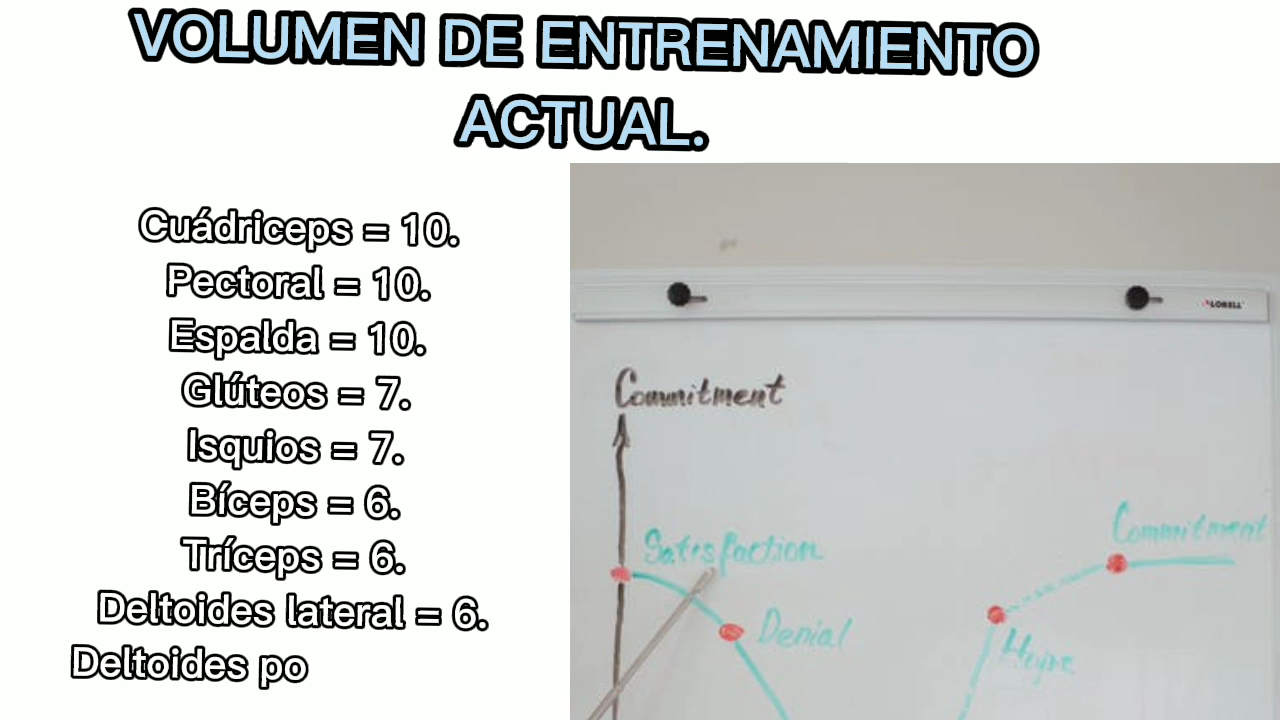 VOLUMEN DE ENTRENAMIENTO
ACTUAL.
Cuádriceps = 10.
Pectoral = 10.
Espalda = 10.
Glúteos = 7.
Isquios = 7.
Bíceps = 6.
Tríceps = 6.
Deltoides lateral = 6.
Deltoides po
LORELL
Commitment
Commitment
Satisfaction
Denial
Hope